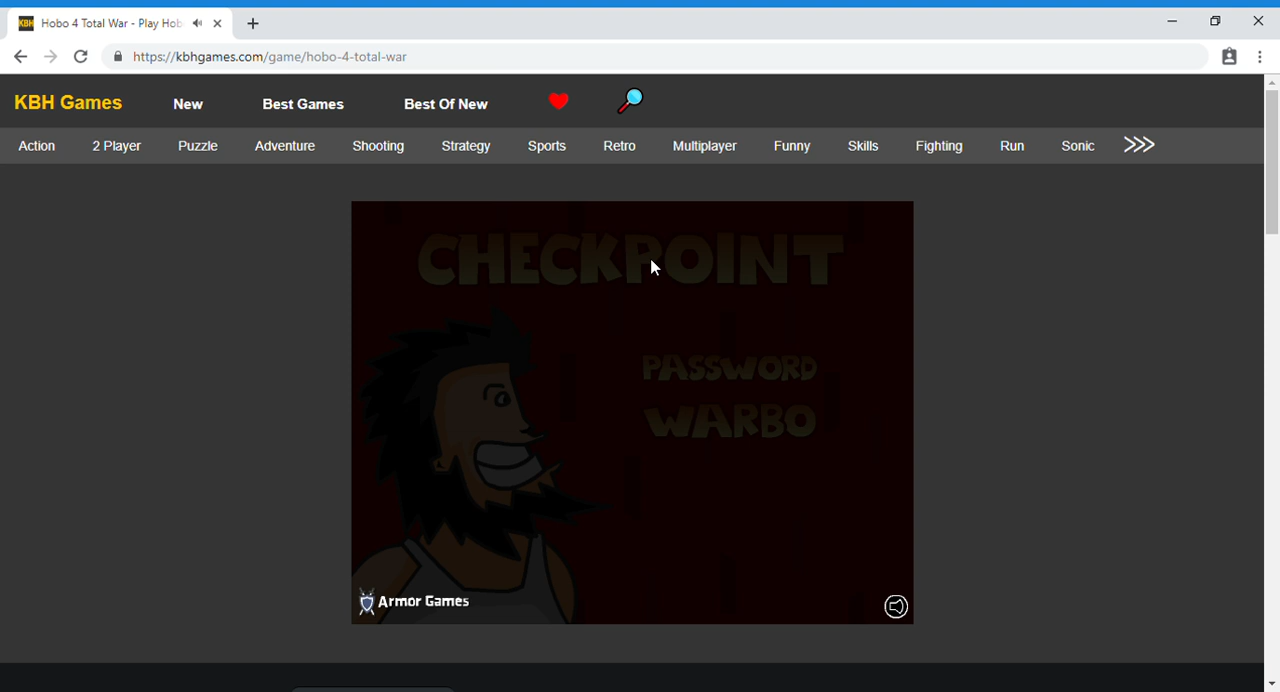 KBH Hobo 4 Total War - Play Hob
https://kbhgames.com/game/hobo-4-total-war
KBH Games New Best Games Best Of New
Action 2 Player Puzzle Adventure Shooting Strategy Sports Retro Multiplayer Funny Skills Fighting Run Sonic >>>
CHECKPOINT
PASSWORD
WARBO
Armor Games